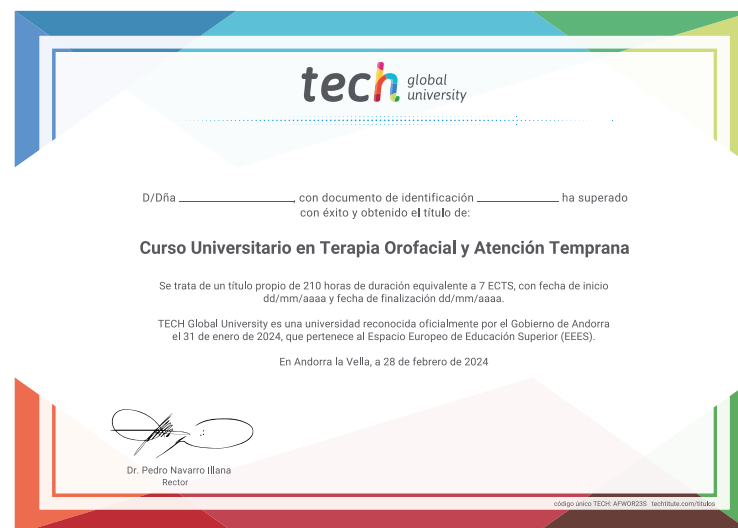 tech global university
D/Dña ____________, con documento de identificación ____________ ha superado
con éxito y obtenido el título de:
Curso Universitario en Terapia Orofacial y Atención Temprana
Se trata de un título propio de 210 horas de duración equivalente a 7 ECTS, con fecha de inicio
dd/mm/aaaa y fecha de finalización dd/mm/aaaa.
TECH Global University es una universidad reconocida oficialmente por el Gobierno de Andorra
el 31 de enero de 2024, que pertenece al Espacio Europeo de Educación Superior (EEES).
En Andorra la Vella, a 28 de febrero de 2024
Dr. Pedro Navarro Illana
Rector
código único TECH: AFWOR23S techtitute.com/titulos